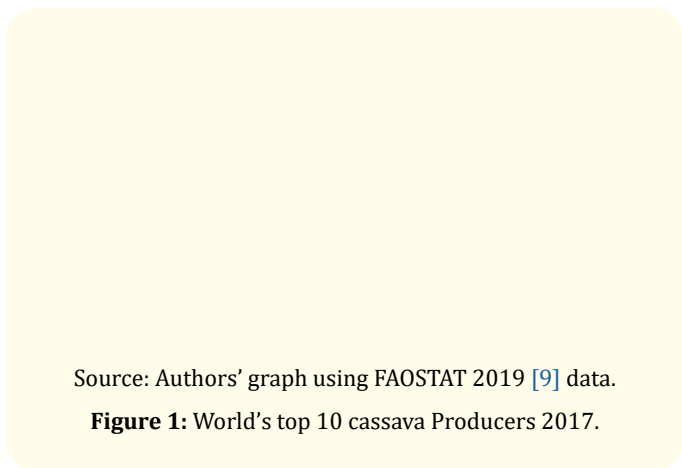 Source: Authors’ graph using FAOSTAT 2019 [9] data.
Figure 1: World’s top 10 cassava Producers 2017.